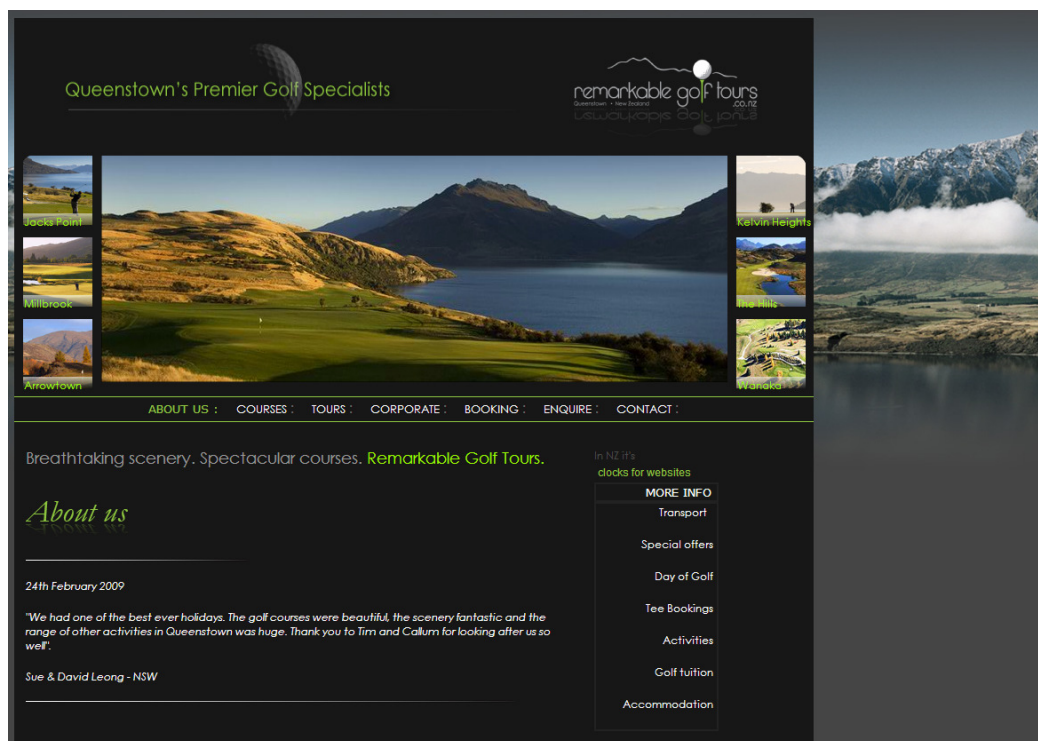 Queenstown's Premier Golf Specialists
remarkable golf tours
Queenstown • New Zealand
.co.nz
Jacks Point
Kelvin Heights
Millbrook
The Hills
Arrowtown
Wanaka
ABOUT US :
COURSES :
TOURS :
CORPORATE :
BOOKING :
ENQUIRE :
CONTACT :
Breathtaking scenery. Spectacular courses. Remarkable Golf Tours.
In NZ it's
clocks for websites
MORE INFO
Transport
Special offers
Day of Golf
Tee Bookings
Activities
Golf tuition
Accommodation
About us
24th February 2009
"We had one of the best ever holidays. The golf courses were beautiful, the scenery fantastic and the
range of other activities in Queenstown was huge. Thank you to Tim and Callum for looking after us so
well".
Sue & David Leong - NSW